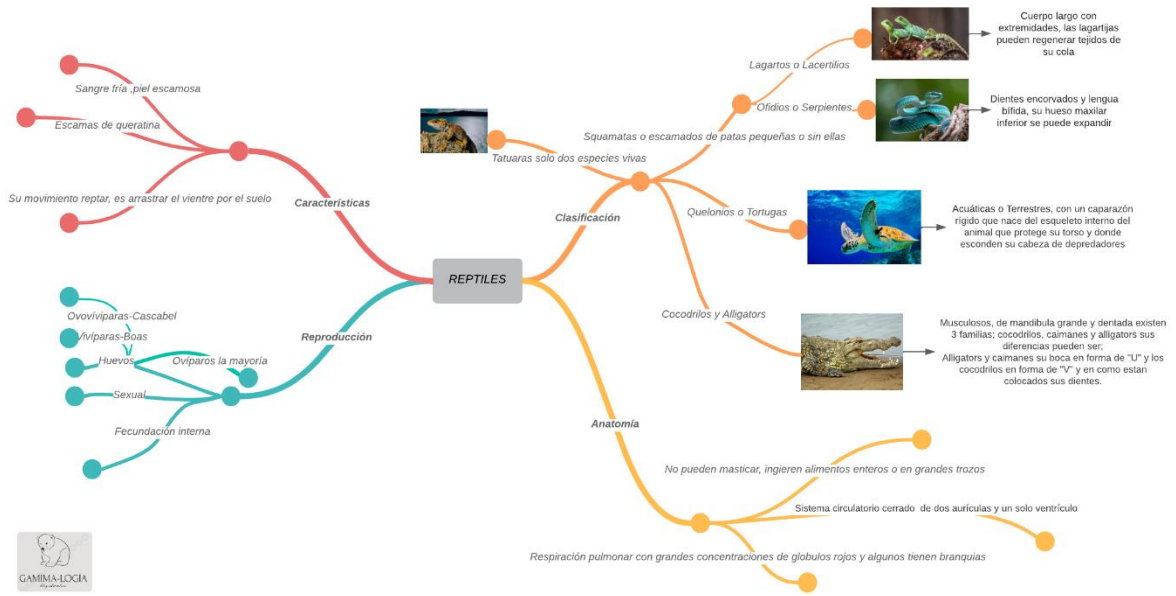 REPTILES
Características
Sangre fría ,piel escamosa
Escamas de queratina
Su movimiento reptar, es arrastrar el vientre por el suelo
Reproducción
Ovovíviparas-Cascabel
Vivíparas-Boas
Huevos
Ovíparos la mayoría
Sexual
Fecundación interna
Clasificación
Tatuaras solo dos especies vivas
Squamatas o escamados de patas pequeñas o sin ellas
Lagartos o Lacertilios
Cuerpo largo con
extremidades, las lagartijas
pueden regenerar tejidos de
su cola
Ofidios o Serpientes
Dientes encorvados y lengua
bífida, su hueso maxilar
inferior se puede expandir
Quelonios o Tortugas
Acuáticas o Terrestres, con un caparazón
rígido que nace del esqueleto interno del
animal que protege su torso y donde
esconden su cabeza de depredadores
Cocodrilos y Alligators
Musculosos, de mandibula grande y dentada existen
3 familias; cocodrilos, caimanes y alligators sus
diferencias pueden ser;
Alligators y caimanes su boca en forma de "U" y los
cocodrilos en forma de "V" y en como estan
colocados sus dientes.
Anatomía
No pueden masticar, ingieren alimentos enteros o en grandes trozos
Sistema circulatorio cerrado de dos aurículas y un solo ventrículo
Respiración pulmonar con grandes concentraciones de globulos rojos y algunos tienen branquias
GAMIMA-LOGÍA